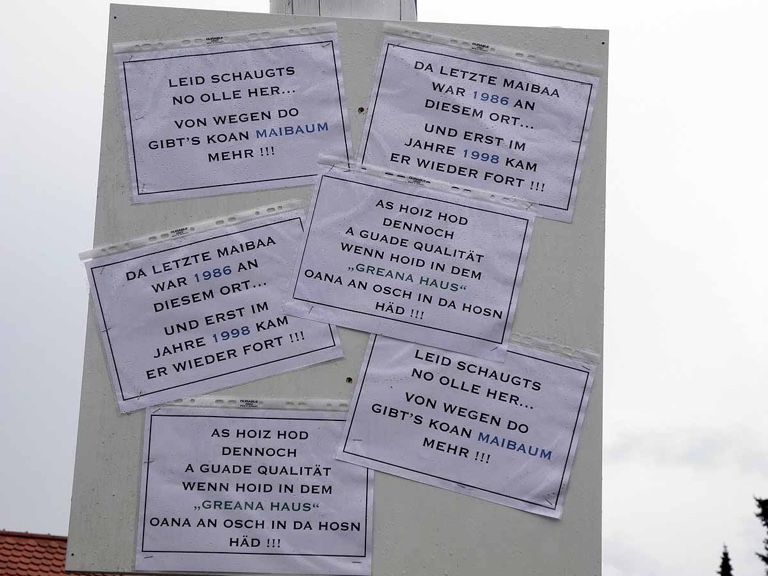 LEID SCHAUGTS
NO OLLE HER...
VON WEGEN DO
GIBT'S KOAN MAIBAUM
MEHR !!!
DA LETZTE MAIBAA
WAR 1986 AN
DIESEM ORT...
UND ERST IM
JAHRE 1998 KAM
ER WIEDER FORT !!!
AS HOIZ HOD
DENNOCH
A GUADE QUALITÄT
WENN HOID IN DEM
„GREANA HAUS“
OANA AN OSCH IN DA HOSN
HÄD !!!
DA LETZTE MAIBAA
WAR 1986 AN
DIESEM ORT...
UND ERST IM
JAHRE 1998 KAM
ER WIEDER FORT !!!
LEID SCHAUGTS
NO OLLE HER...
VON WEGEN DO
GIBT'S KOAN MAIBAUM
MEHR !!!
AS HOIZ HOD
DENNOCH
A GUADE QUALITÄT
WENN HOID IN DEM
„GREANA HAUS“
OANA AN OSCH IN DA HOSN
HÄD !!!